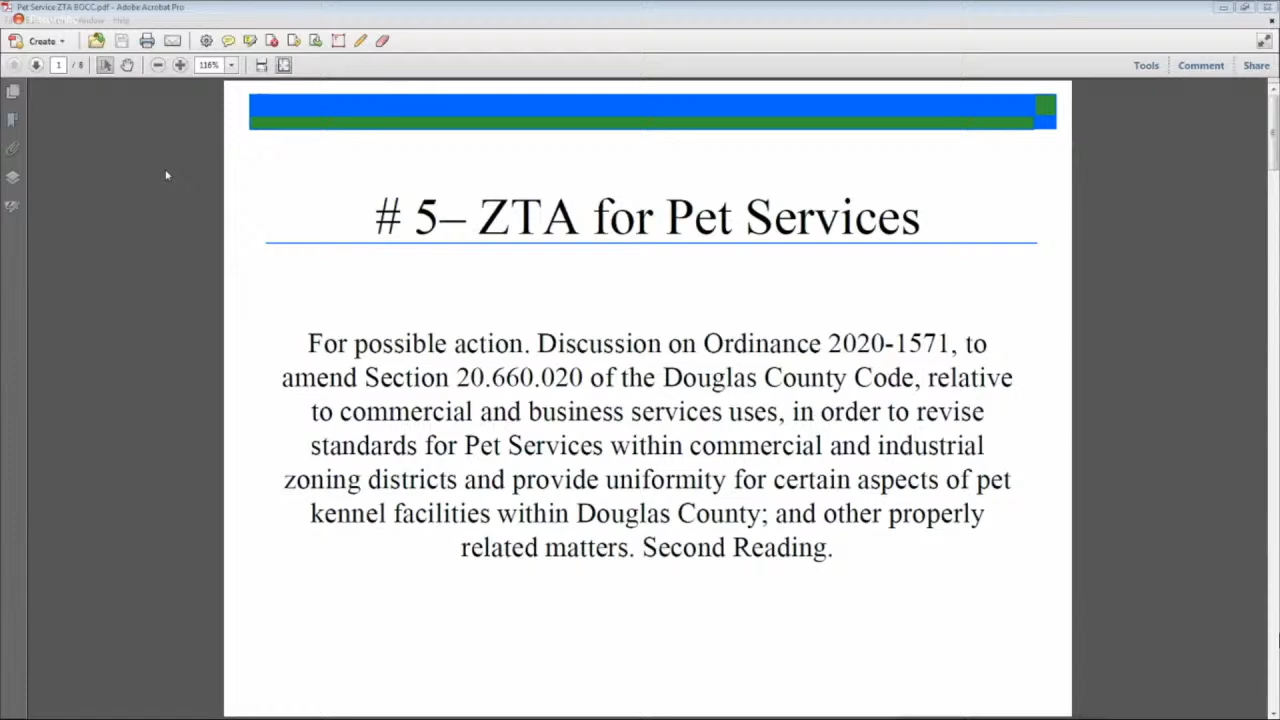 Pet Service ZTA BOCC.pdf - Adobe Acrobat Pro
Window Help
Create
1 / 8
116%
Tools
Comment
Share
# 5– ZTA for Pet Services
For possible action. Discussion on Ordinance 2020-1571, to
amend Section 20.660.020 of the Douglas County Code, relative
to commercial and business services uses, in order to revise
standards for Pet Services within commercial and industrial
zoning districts and provide uniformity for certain aspects of pet
kennel facilities within Douglas County; and other properly
related matters. Second Reading.